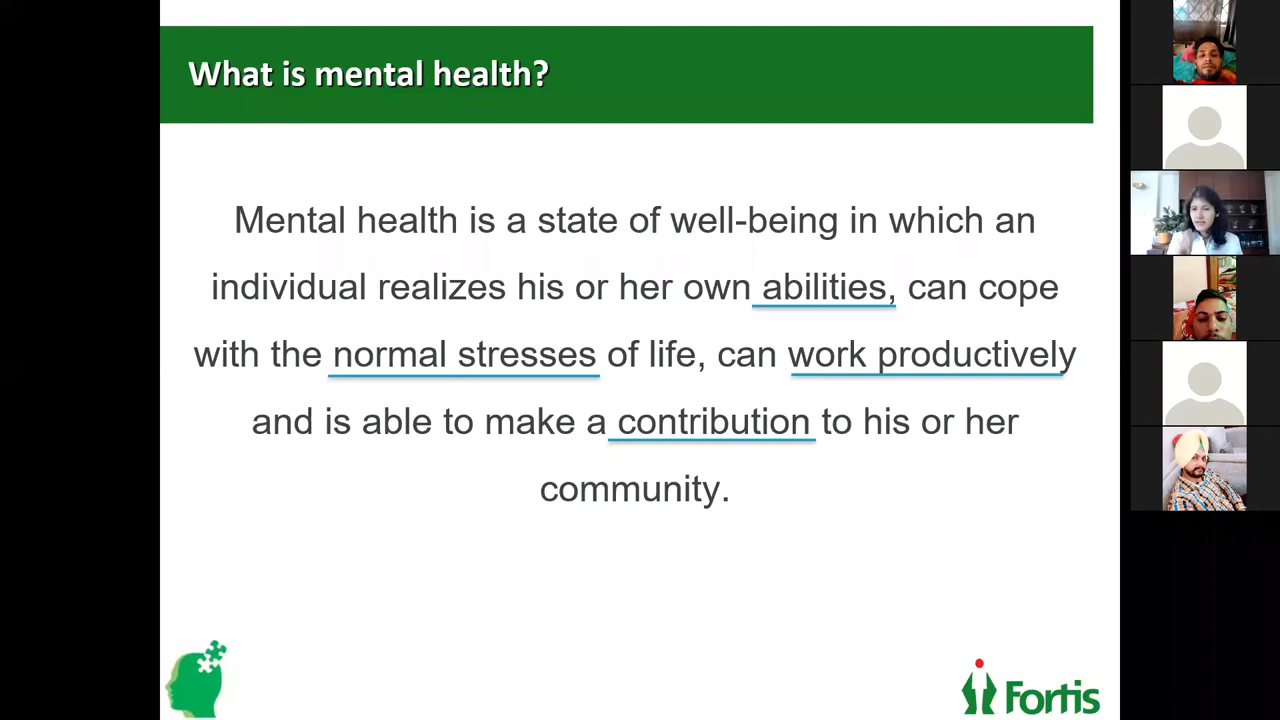 What is mental health?
Mental health is a state of well-being in which an
individual realizes his or her own abilities, can cope
with the normal stresses of life, can work productively
and is able to make a contribution to his or her
community.
Fortis